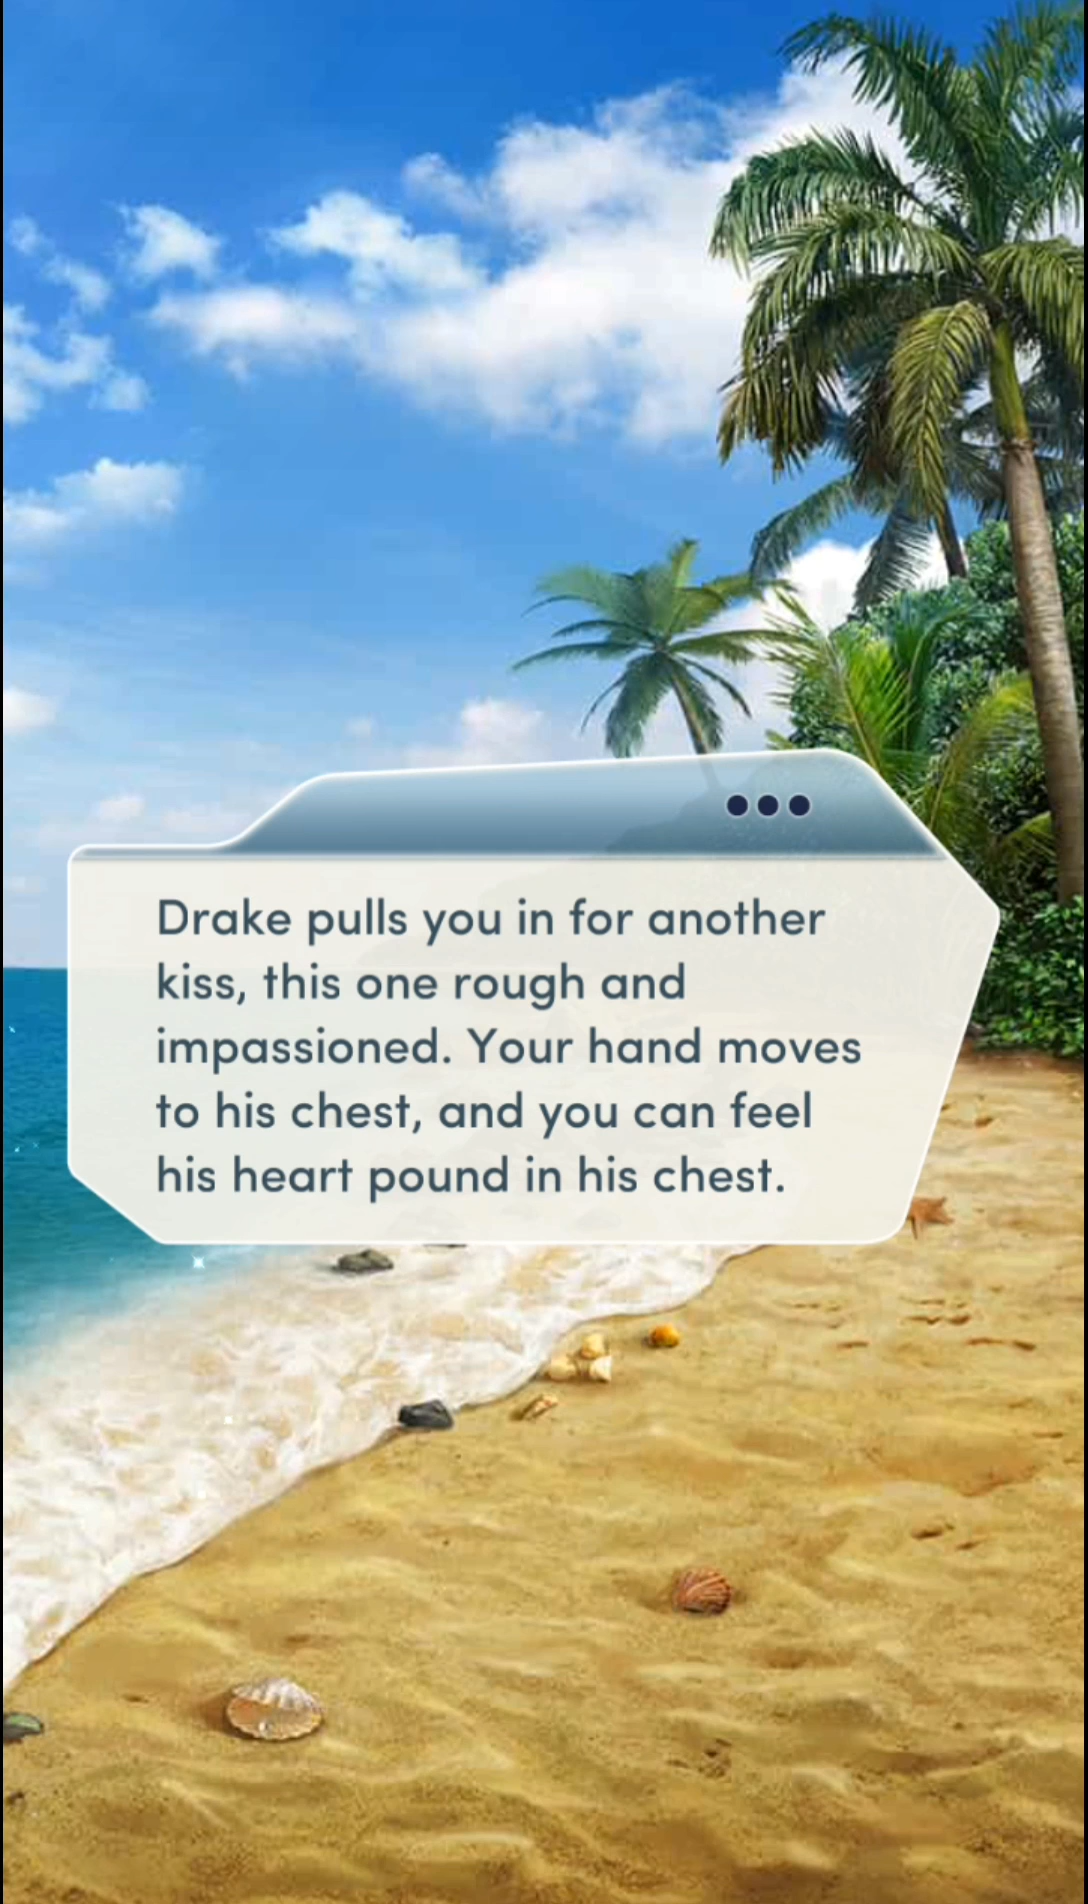 Drake pulls you in for another
kiss, this one rough and
impassioned. Your hand moves
to his chest, and you can feel
his heart pound in his chest.